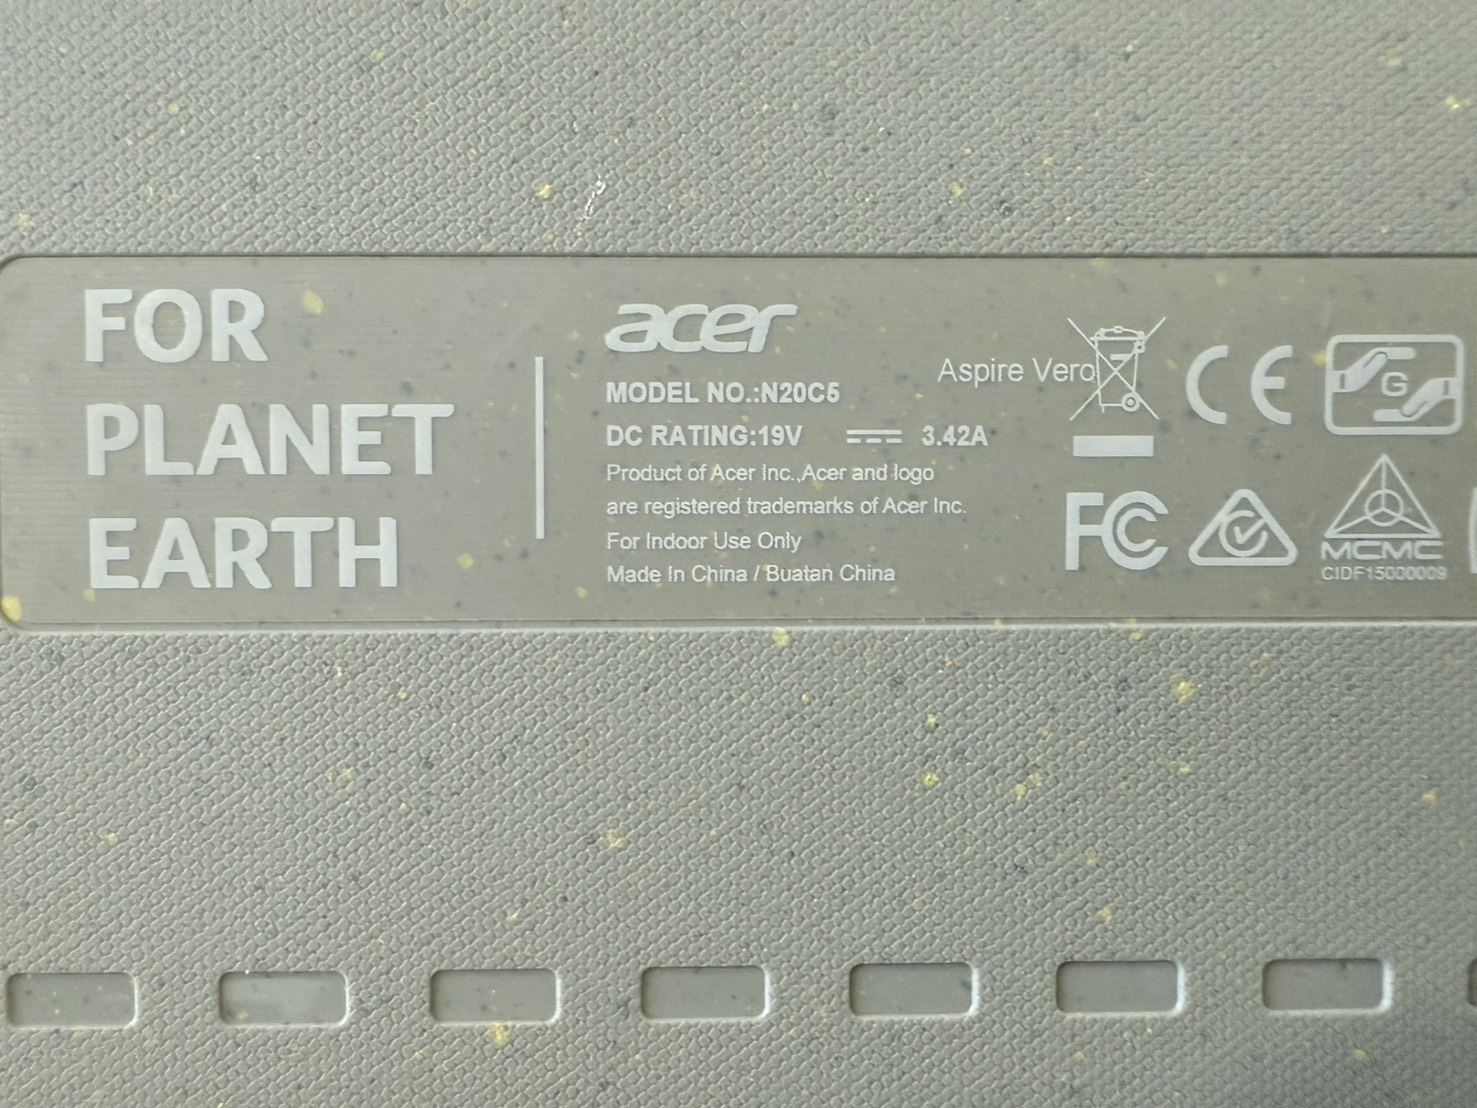 FOR
PLANET
EARTH
acer
Aspire Vero
MODEL NO.:N20C5
DC RATING:19V 3.42A
Product of Acer Inc.,Acer and logo
are registered trademarks of Acer Inc.
For Indoor Use Only
Made In China / Buatan China
CE
G
FC
MCMC
CIDF15000009